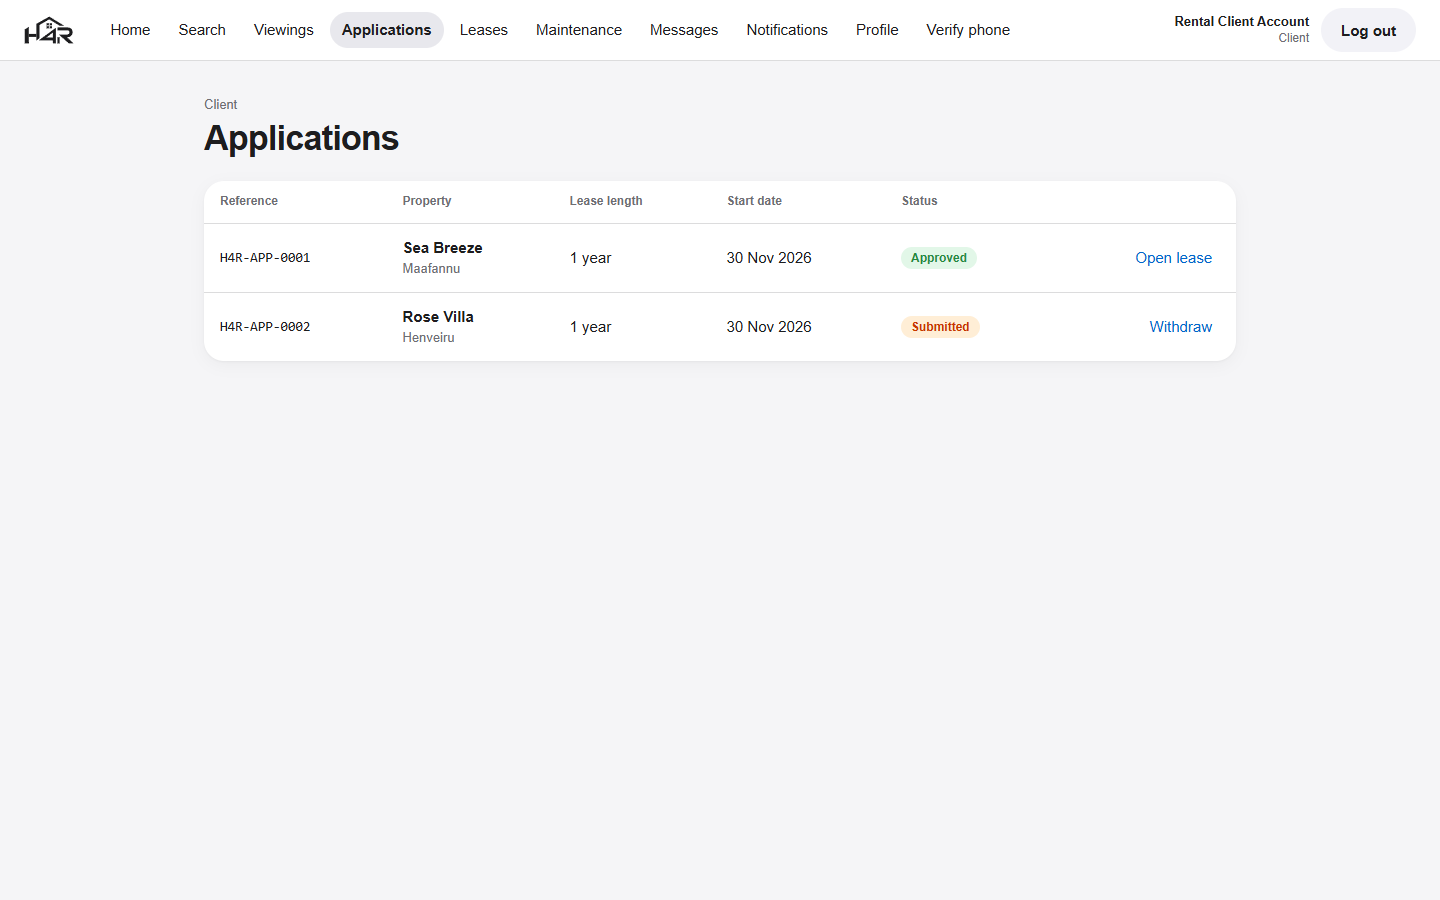 H4R
Home Search Viewings Applications Leases Maintenance Messages Notifications Profile Verify phone
Rental Client Account
Client
Log out
Client
Applications
Reference Property Lease length Start date Status
H4R-APP-0001 Sea Breeze 1 year 30 Nov 2026 Approved Open lease
Maafannu
H4R-APP-0002 Rose Villa 1 year 30 Nov 2026 Submitted Withdraw
Henveiru